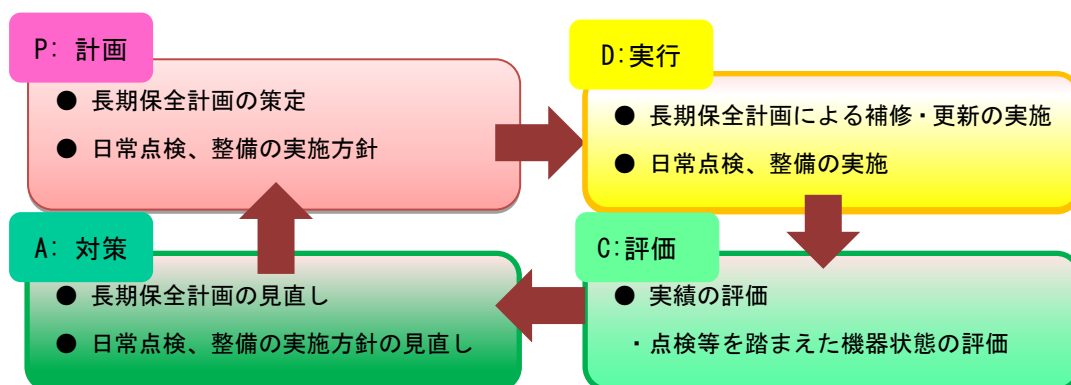 P: 計画
● 長期保全計画の策定
● 日常点検、整備の実施方針
D:実行
● 長期保全計画による補修・更新の実施
● 日常点検、整備の実施
A: 対策
● 長期保全計画の見直し
● 日常点検、整備の実施方針の見直し
C:評価
● 実績の評価
・点検等を踏まえた機器状態の評価